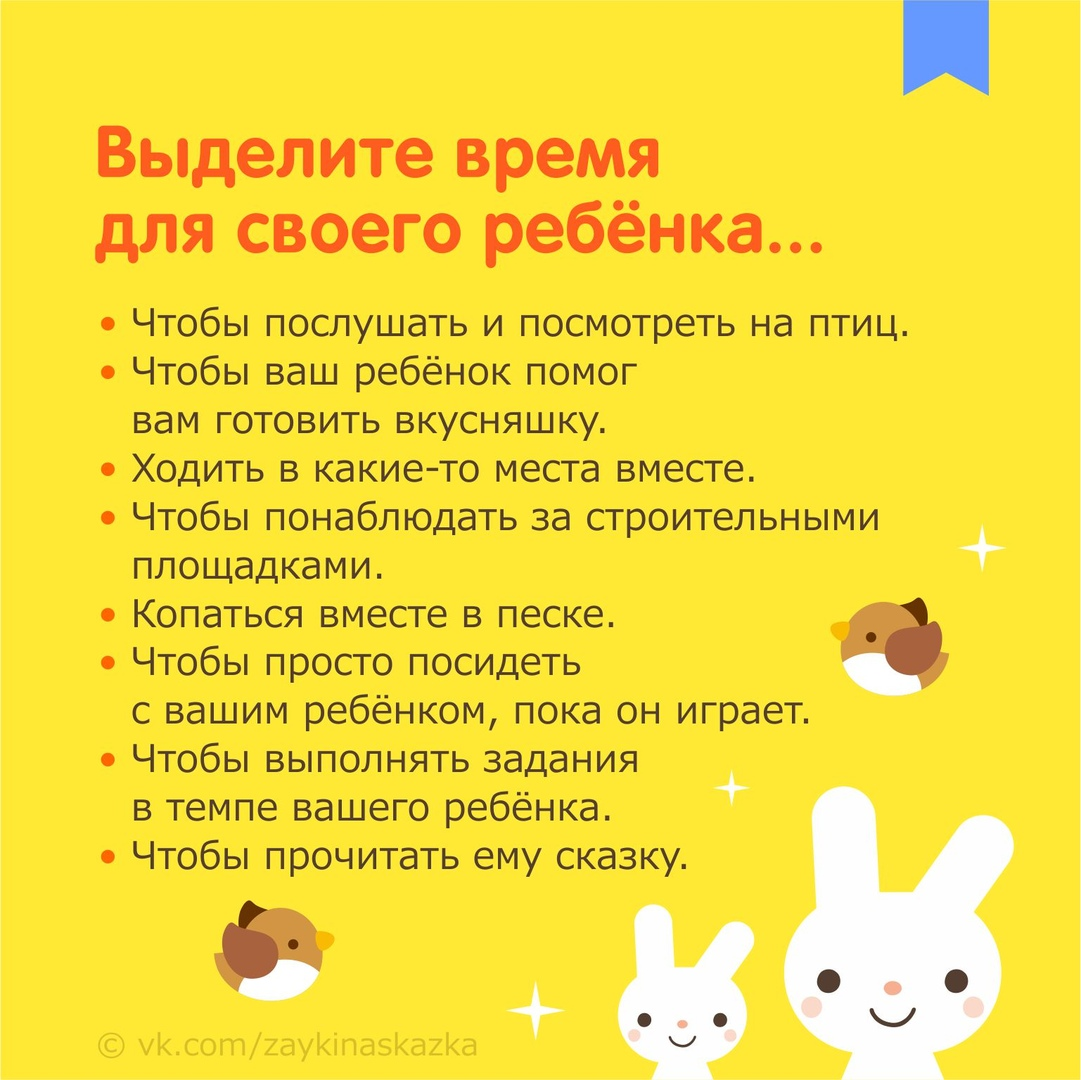 Выделите время
для своего ребёнка...
• Чтобы послушать и посмотреть на птиц.
• Чтобы ваш ребёнок помог
вам готовить вкусняшку.
• Ходить в какие-то места вместе.
• Чтобы понаблюдать за строительными
площадками.
• Копаться вместе в песке.
• Чтобы просто посидеть
с вашим ребёнком, пока он играет.
• Чтобы выполнять задания
в темпе вашего ребёнка.
• Чтобы прочитать ему сказку.
© vk.com/zaykinaskazka